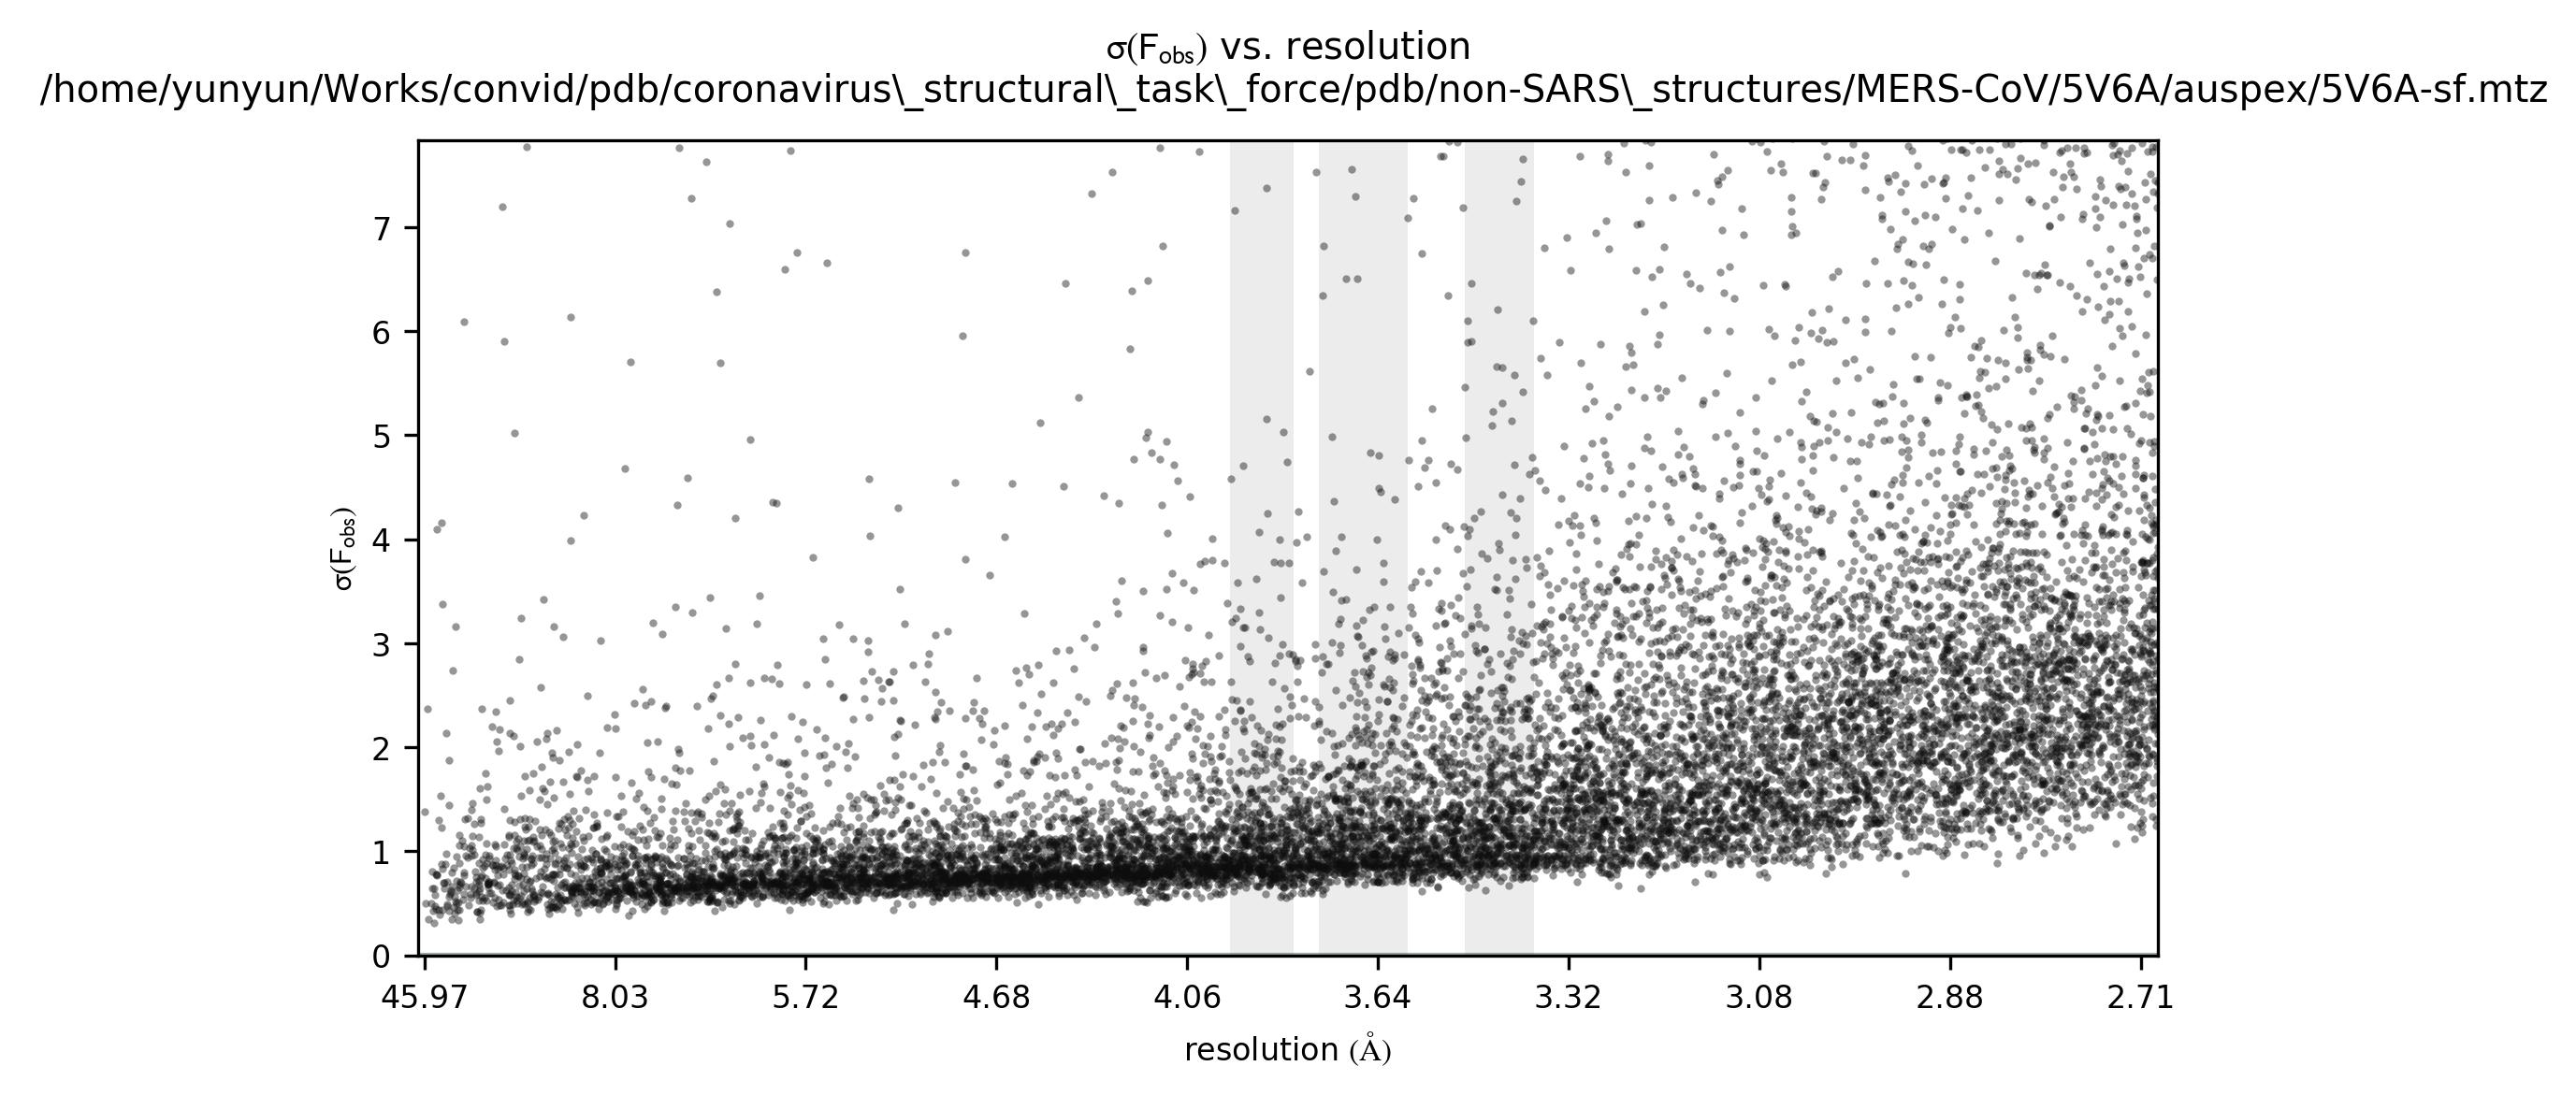 σ(F_obs) vs. resolution
/home/yunyun/Works/convid/pdb/coronavirus\_structural\_task\_force/pdb/non-SARS\_structures/MERS-CoV/5V6A/auspex/5V6A-sf.mtz
σ(F_obs)
7
6
5
4
3
2
1
0
45.97 8.03 5.72 4.68 4.06 3.64 3.32 3.08 2.88 2.71
resolution (Å)